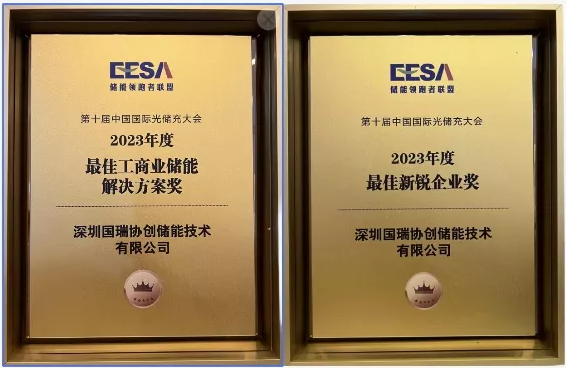 EESA
储能领跑者联盟
第十届中国国际光储充大会
2023年度
最佳工商业储能
解决方案奖
深圳国瑞协创储能技术
有限公司
EESA
储能领跑者联盟
第十届中国国际光储充大会
2023年度
最佳新锐企业奖
深圳国瑞协创储能技术
有限公司